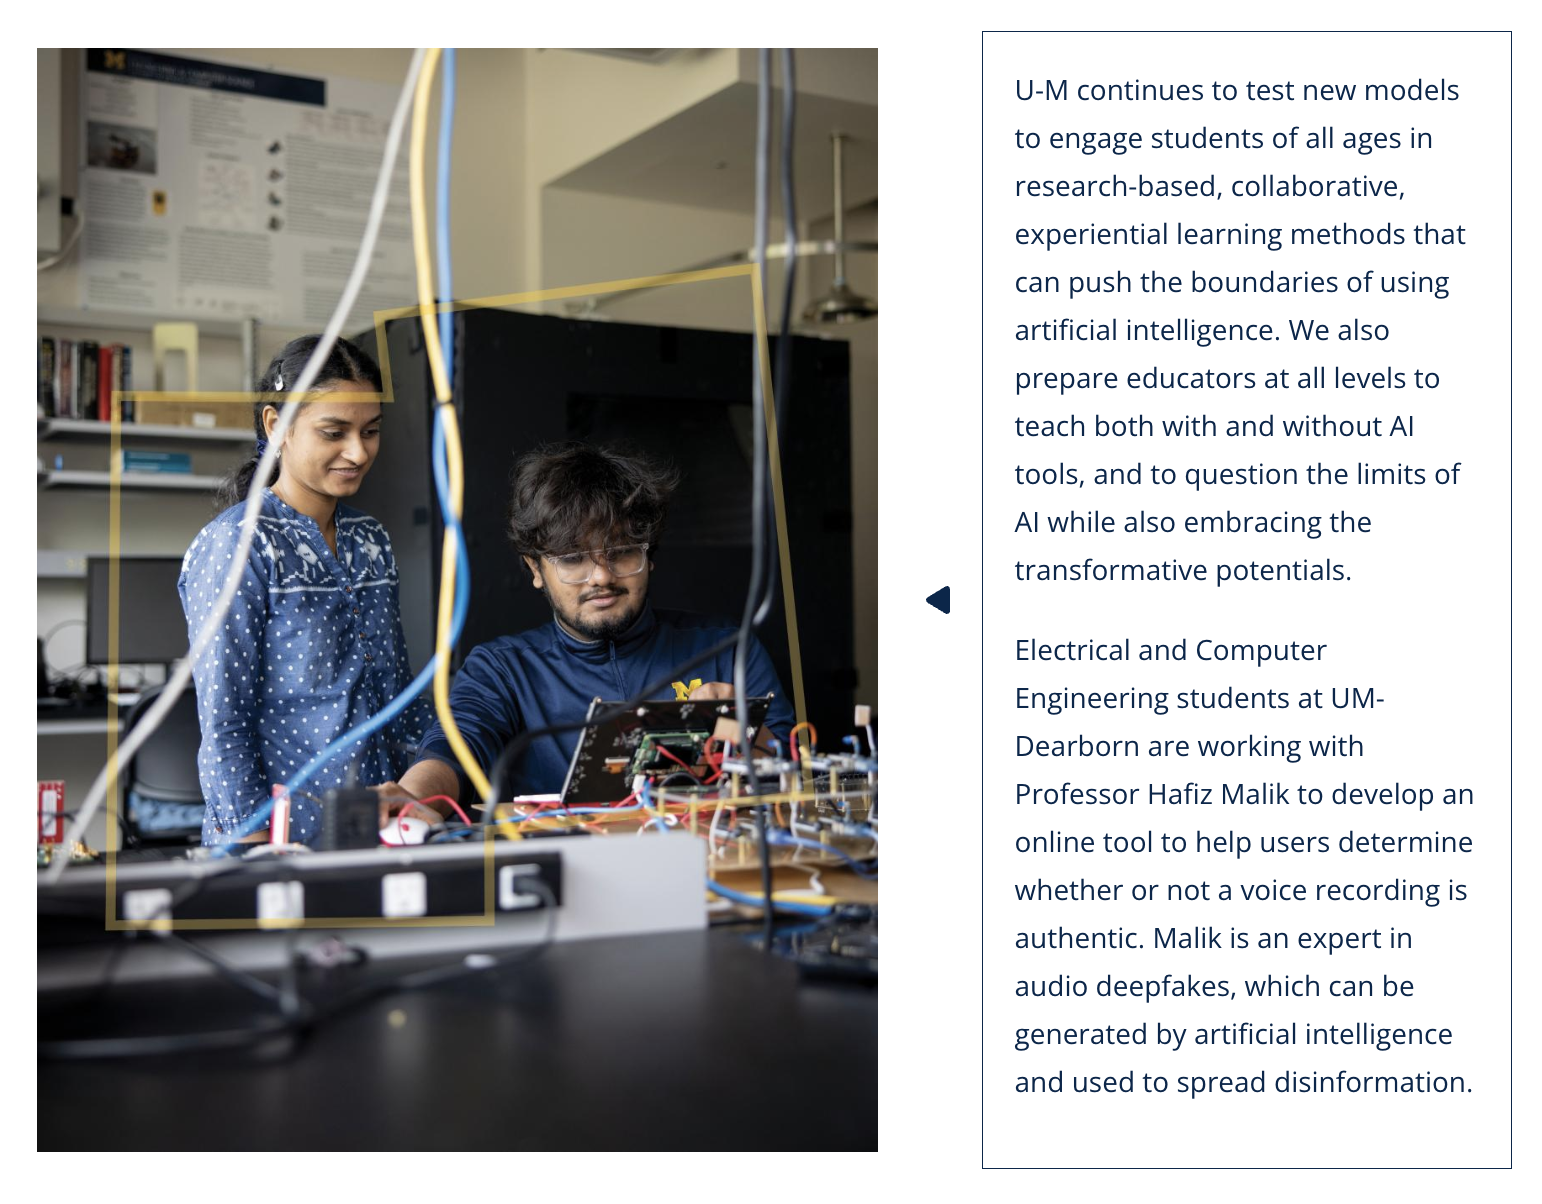 U-M continues to test new models
to engage students of all ages in
research-based, collaborative,
experiential learning methods that
can push the boundaries of using
artificial intelligence. We also
prepare educators at all levels to
teach both with and without AI
tools, and to question the limits of
AI while also embracing the
transformative potentials.
Electrical and Computer
Engineering students at UM-
Dearborn are working with
Professor Hafiz Malik to develop an
online tool to help users determine
whether or not a voice recording is
authentic. Malik is an expert in
audio deepfakes, which can be
generated by artificial intelligence
and used to spread disinformation.
M
M